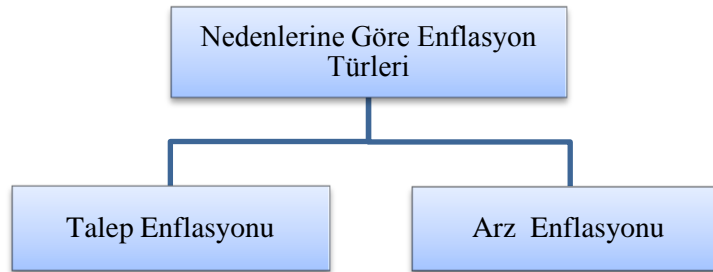 Nedenlerine Göre Enflasyon
Türleri
Talep Enflasyonu
Arz Enflasyonu